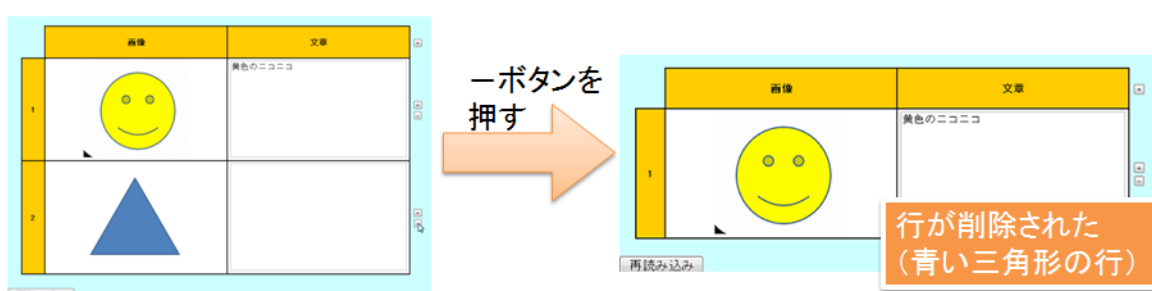 画像 文章
1 黄色のニコニコ
2
ーボタンを
押す
画像 文章
1 黄色のニコニコ
行が削除された
(青い三角形の行)
再読み込み